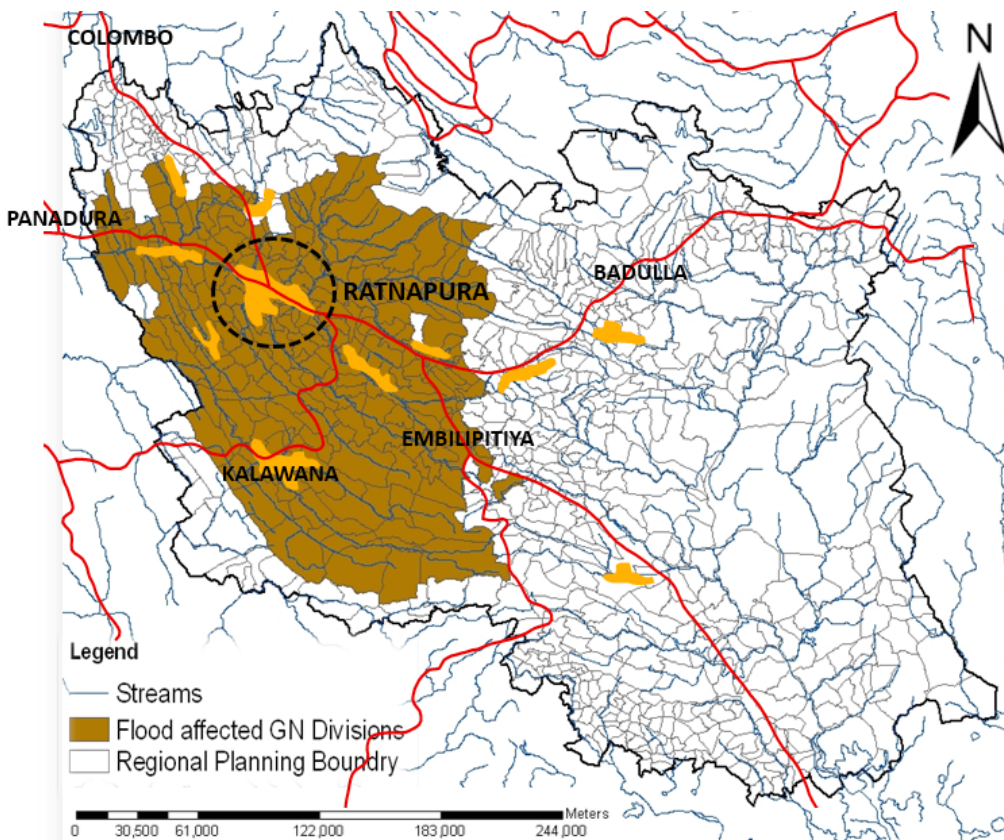 COLOMBO
N
PANADURA
BADULLA
RATNAPURA
EMBILIPITIYA
KALAWANA
Legend
Streams
Flood affected GN Divisions
Regional Planning Boundry
Meters
0 30,500 61,000 122,000 183,000 244,000